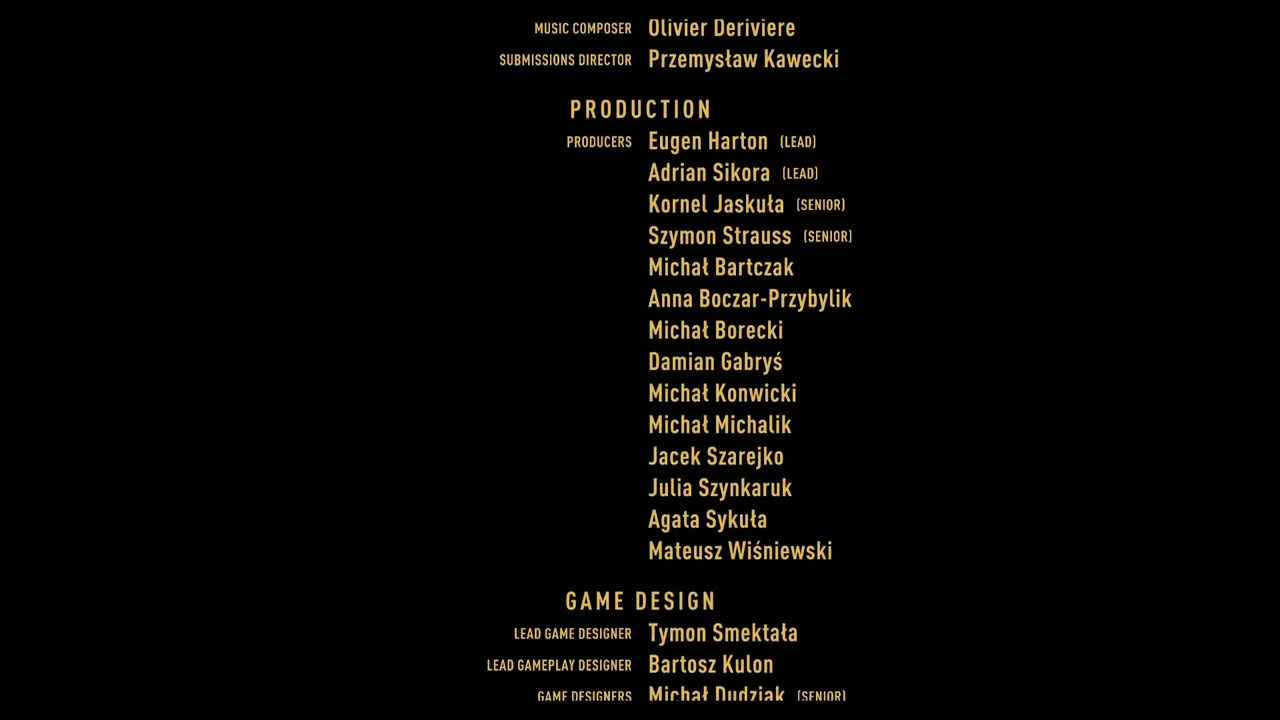 MUSIC COMPOSER Olivier Deriviere
SUBMISSIONS DIRECTOR Przemysław Kawecki
PRODUCTION
PRODUCERS Eugen Harton (LEAD)
Adrian Sikora (LEAD)
Kornel Jaskuła (SENIOR)
Szymon Strauss (SENIOR)
Michał Bartczak
Anna Boczar-Przybylik
Michał Borecki
Damian Gabryś
Michał Konwicki
Michał Michalik
Jacek Szarejko
Julia Szynkaruk
Agata Sykuła
Mateusz Wiśniewski
GAME DESIGN
LEAD GAME DESIGNER Tymon Smektała
LEAD GAMEPLAY DESIGNER Bartosz Kulon
GAME DESIGNERS Michał Dudziak (SENIOR)